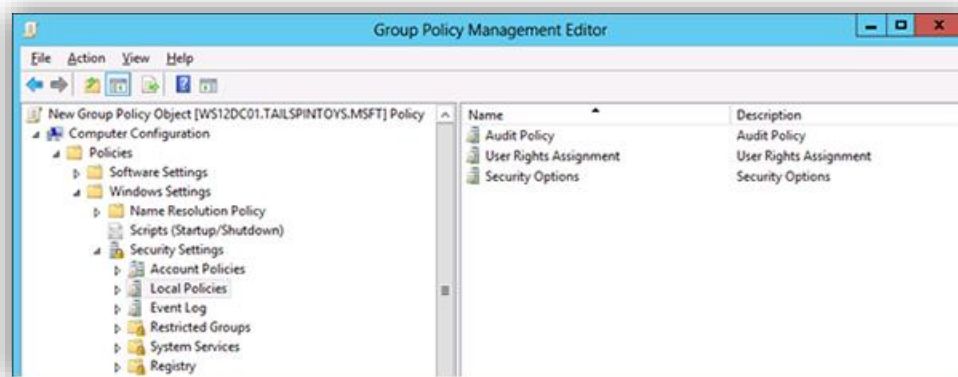 Group Policy Management Editor
File Action View Help
New Group Policy Object [WS12DC01.TAILSPINTOYS.MSFT] Policy
Computer Configuration
Policies
Software Settings
Windows Settings
Name Resolution Policy
Scripts (Startup/Shutdown)
Security Settings
Account Policies
Local Policies
Event Log
Restricted Groups
System Services
Registry
Name Description
Audit Policy Audit Policy
User Rights Assignment User Rights Assignment
Security Options Security Options